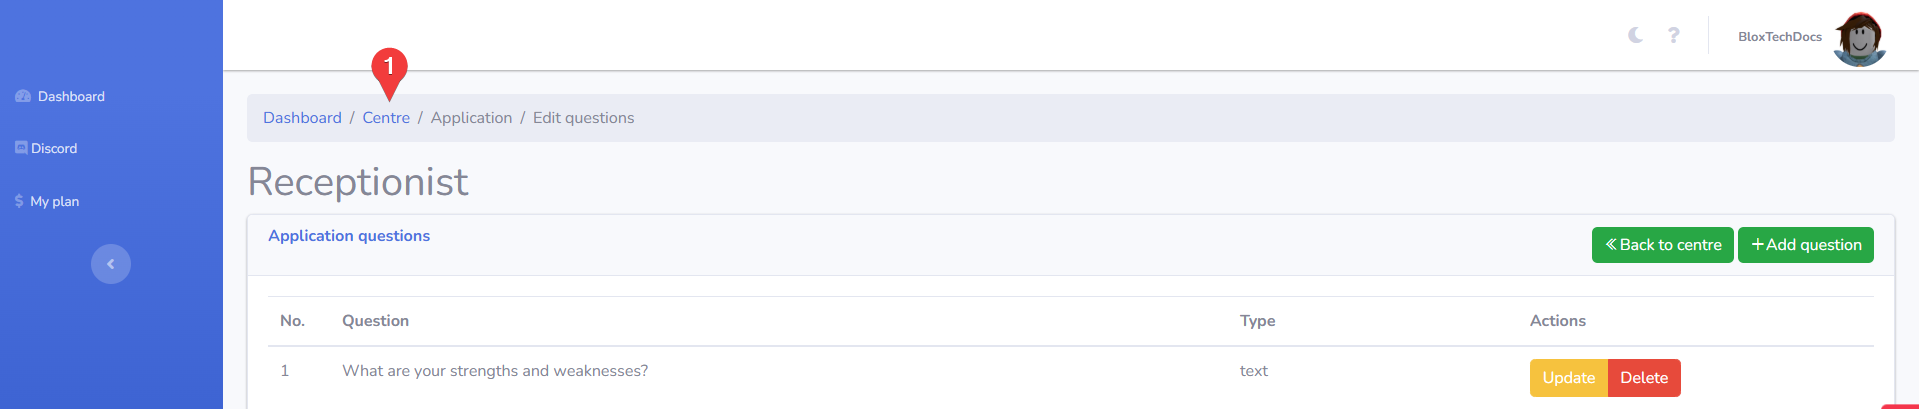 BloxTechDocs
1
Dashboard
Discord
My plan
Dashboard / Centre / Application / Edit questions
Receptionist
Application questions
Back to centre
+Add question
No. Question Type Actions
1 What are your strengths and weaknesses? text Update Delete